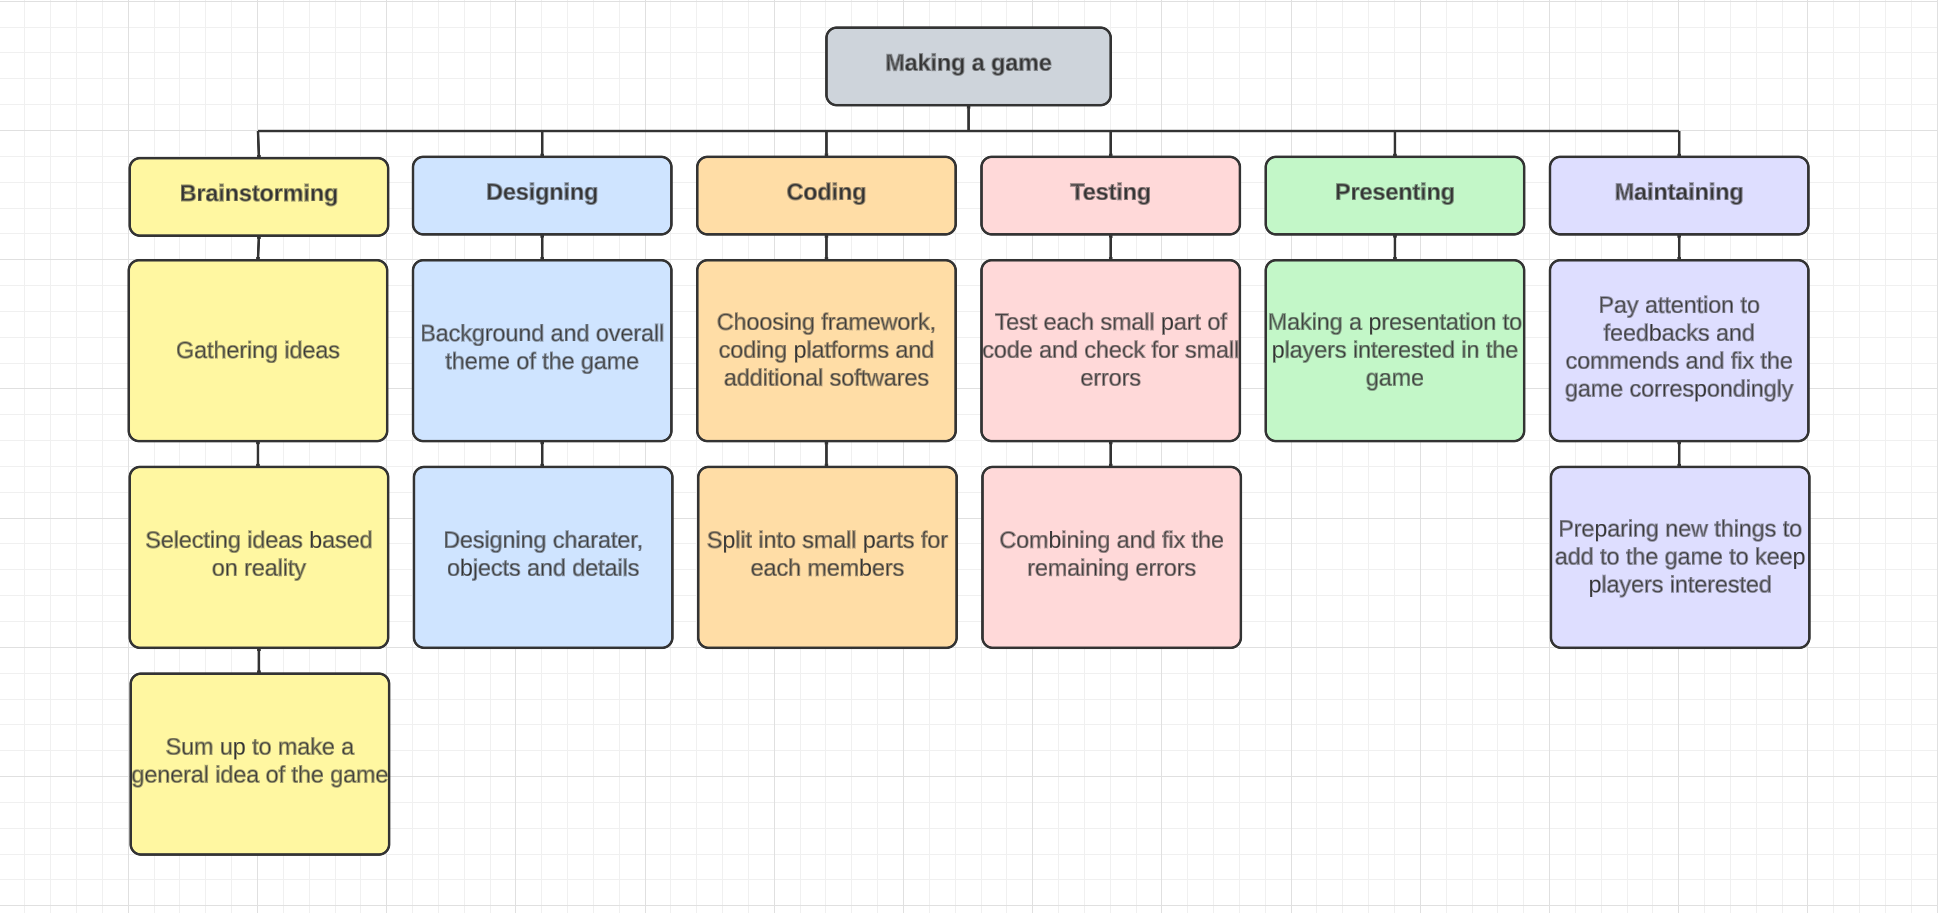 Making a game
Brainstorming
Designing
Coding
Testing
Presenting
Maintaining
Gathering ideas
Background and overall
theme of the game
Choosing framework,
coding platforms and
additional softwares
Test each small part of
code and check for small
errors
Making a presentation to
players interested in the
game
Pay attention to
feedbacks and
commends and fix the
game correspondingly
Selecting ideas based
on reality
Designing charater,
objects and details
Split into small parts for
each members
Combining and fix the
remaining errors
Preparing new things to
add to the game to keep
players interested
Sum up to make a
general idea of the game